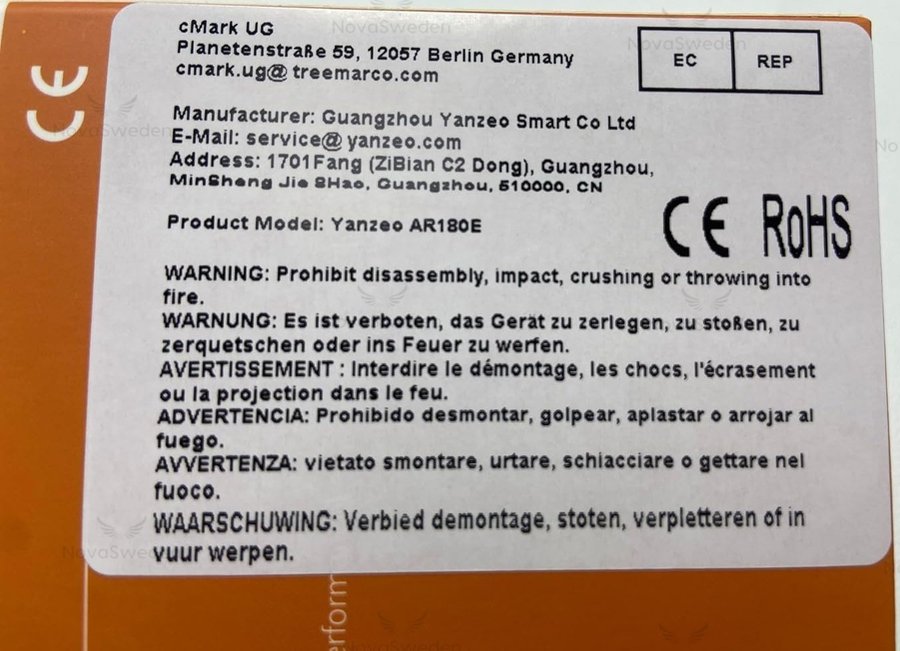 cMark UG
Planetenstraße 59, 12057 Berlin Germany
cmark.ug@ treemarco.com
EC REP
Manufacturer: Guangzhou Yanzeo Smart Co Ltd
E-Mail: service@ yanzeo.com
Address: 1701Fang (ZiBian C2 Dong), Guangzhou,
MinSheng Jie SHao, Guangzhou, 510000, CN
Product Model: Yanzeo AR180E
CE RoHS
WARNING: Prohibit disassembly, impact, crushing or throwing into
fire.
WARNUNG: Es ist verboten, das Gerät zu zerlegen, zu stoßen, zu
zerquetschen oder ins Feuer zu werfen.
AVERTISSEMENT : Interdire le démontage, les chocs, l'écrasement
ou la projection dans le feu.
ADVERTENCIA: Prohibido desmontar, golpear, aplastar o arrojar al
fuego.
AVVERTENZA: vietato smontare, urtare, schiacciare o gettare nel
fuoco.
WAARSCHUWING: Verbied demontage, stoten, verpletteren of in
vuur werpen.
CE
NovaSweden